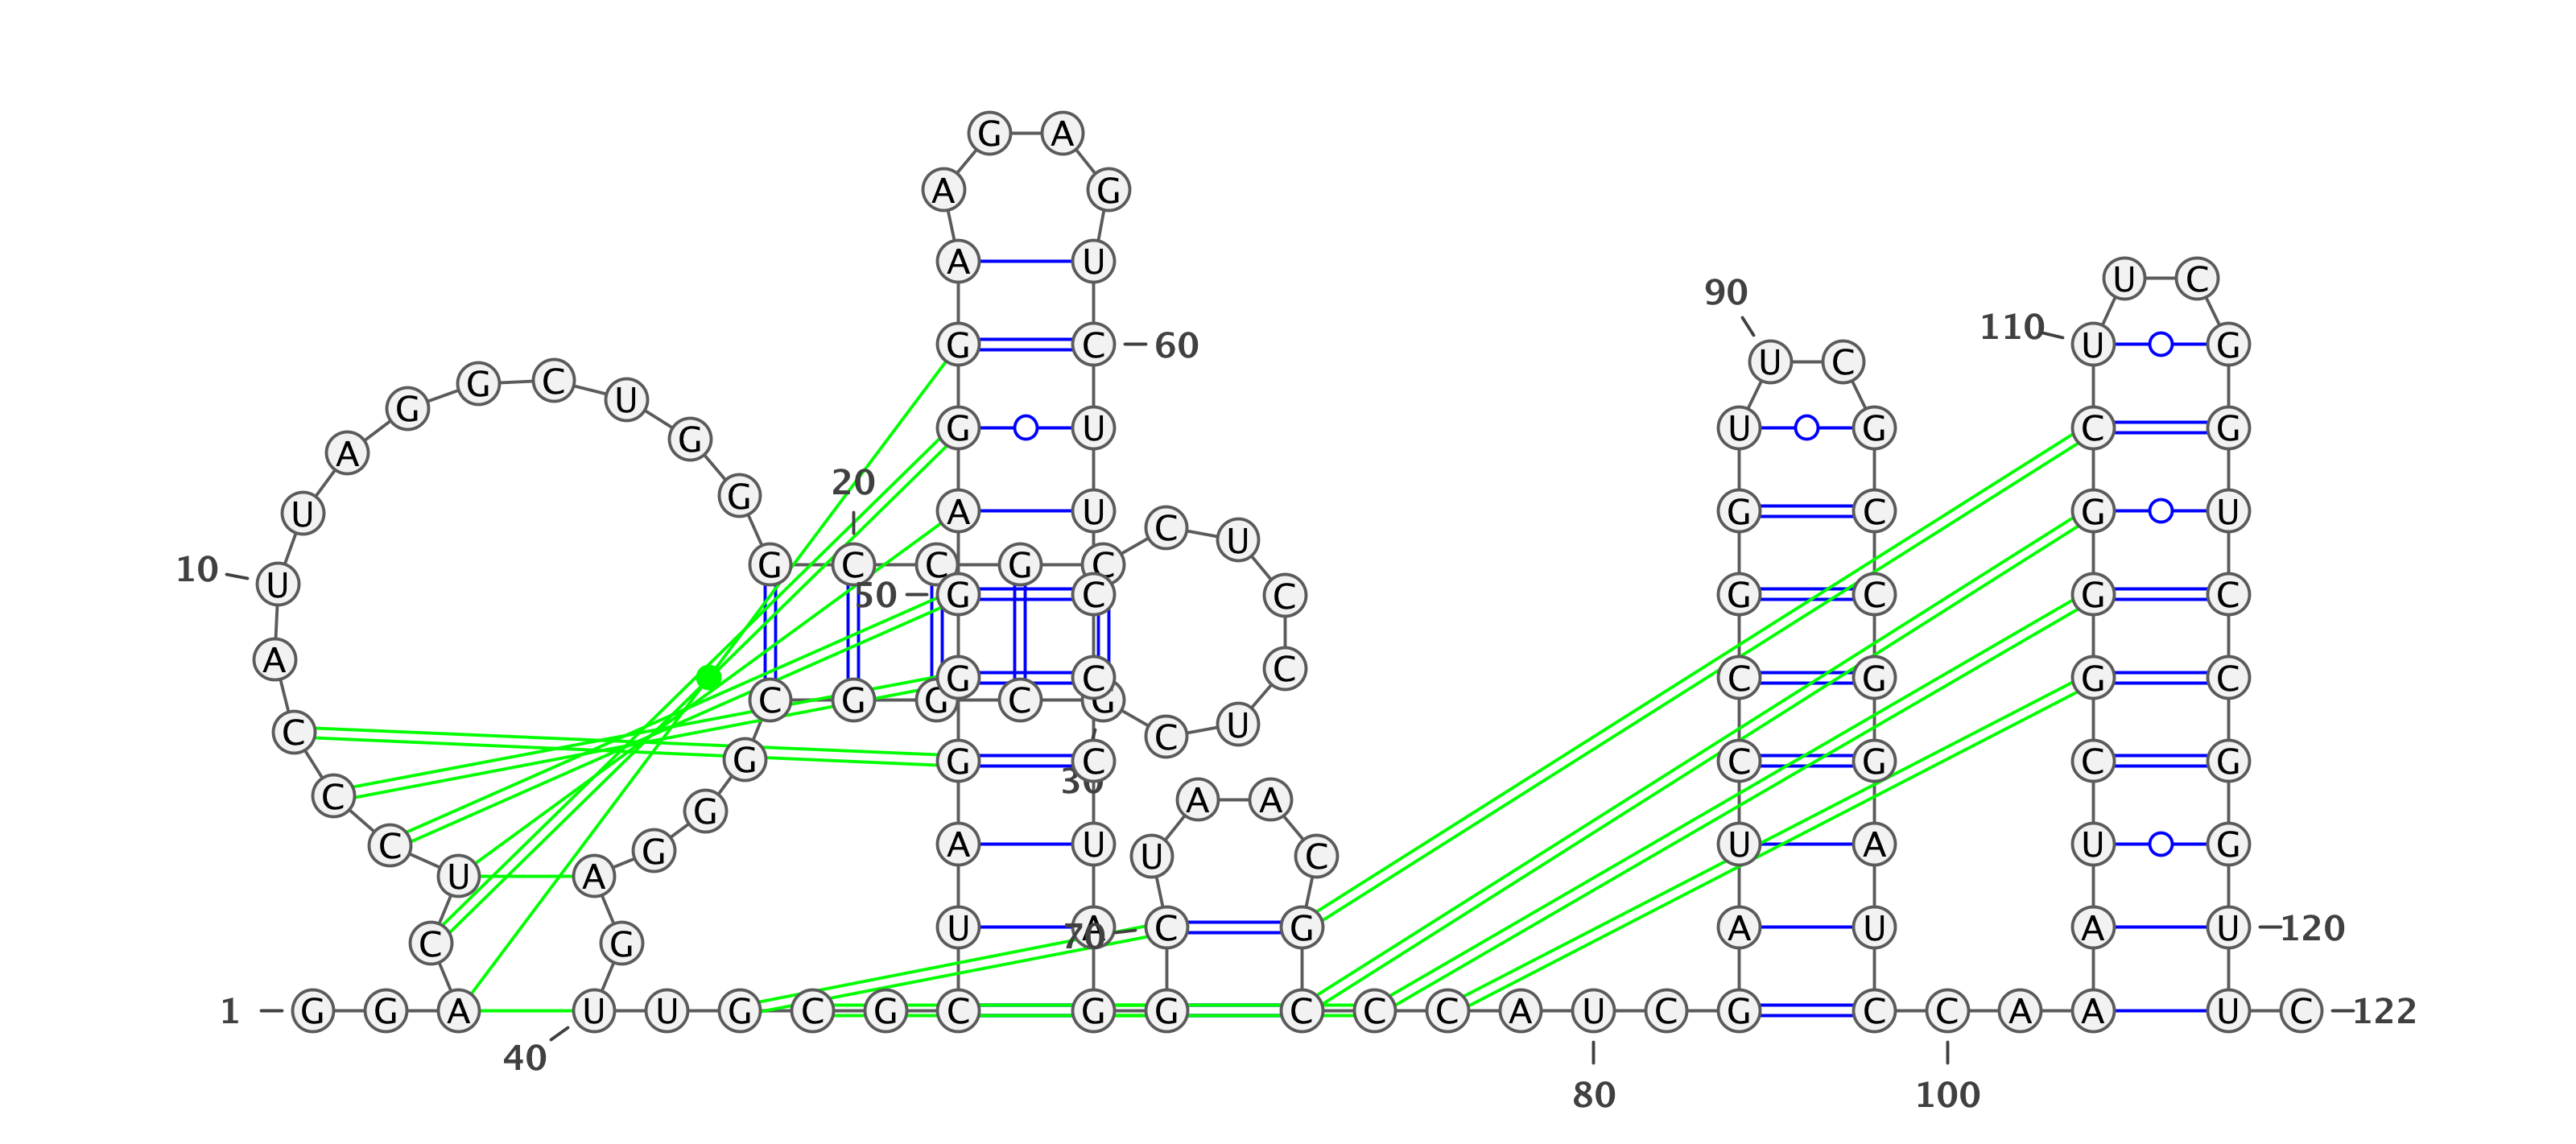 G A
A G
A U U C
90
110 U G
G C 60
U C
G C U
G
G U U G C G
A G
20
U A U G C G U
G
C U
10 U G C C G C
50 G C C G C G C
A C
G C C G G C
C G G C G
C C U
G G C C G C G
30
C A A
G
C G A U U A U G
U C
U A
U A 70 C G A U A U 120
C G
1 G G A U U G C G C G G C C C A U C G C C A A U C 122
40
80 100